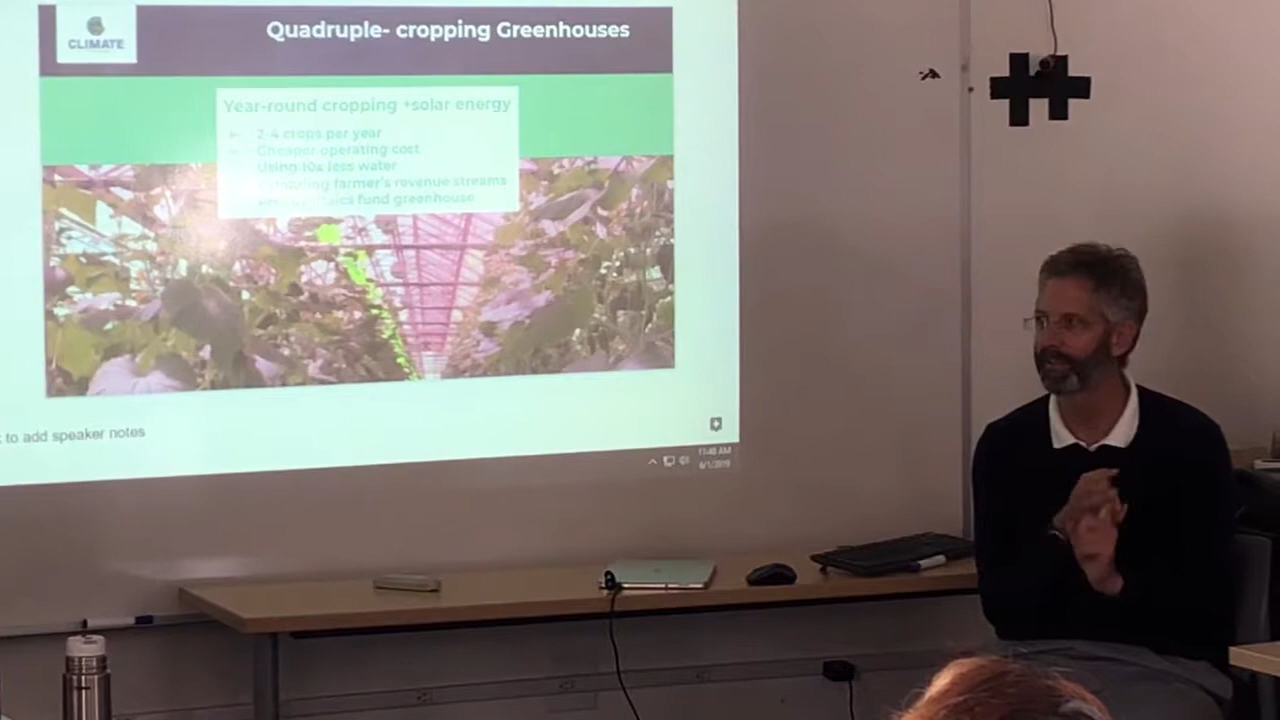 CLIMATE
Quadruple- cropping Greenhouses
Year-round cropping +solar energy
2-4 crops per year
Cheaper operating cost
Using 10x less water
farmer's revenue streams
fund greenhouse
to add speaker notes
11:48 AM
6/1/2019